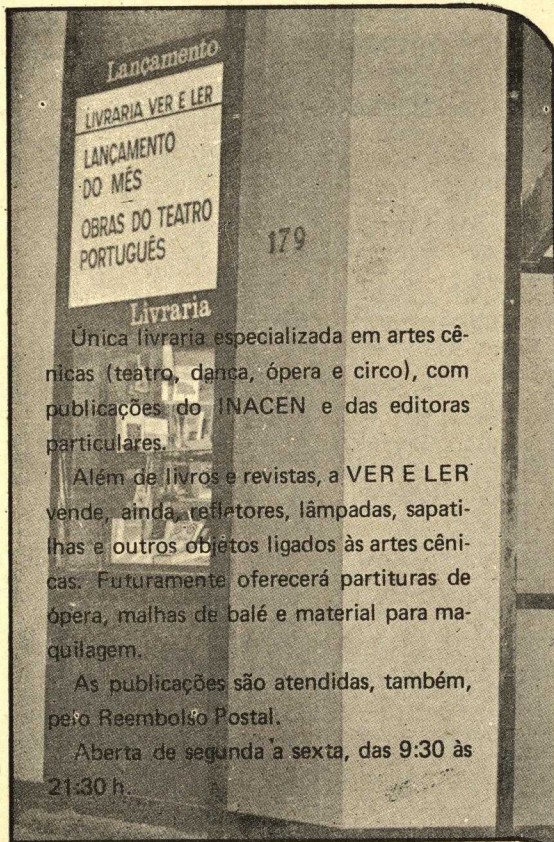 Lançamento
LIVRARIA VER E LER
LANÇAMENTO
DO MÊS
OBRAS DO TEATRO
PORTUGUÊS
179
Livraria
Única livraria especializada em artes cê-
nicas (teatro, dança, ópera e circo), com
publicações do INACEN e das editoras
particulares.
Além de livros e revistas, a VER E LER
vende, ainda, refletores, lâmpadas, sapati-
lhas e outros objetos ligados às artes cêni-
cas. Futuramente oferecerá partituras de
ópera, malhas de balé e material para ma-
quilagem.
As publicações são atendidas, também,
pelo Reembolso Postal.
Aberta de segunda a sexta, das 9:30 às
21:30 h.